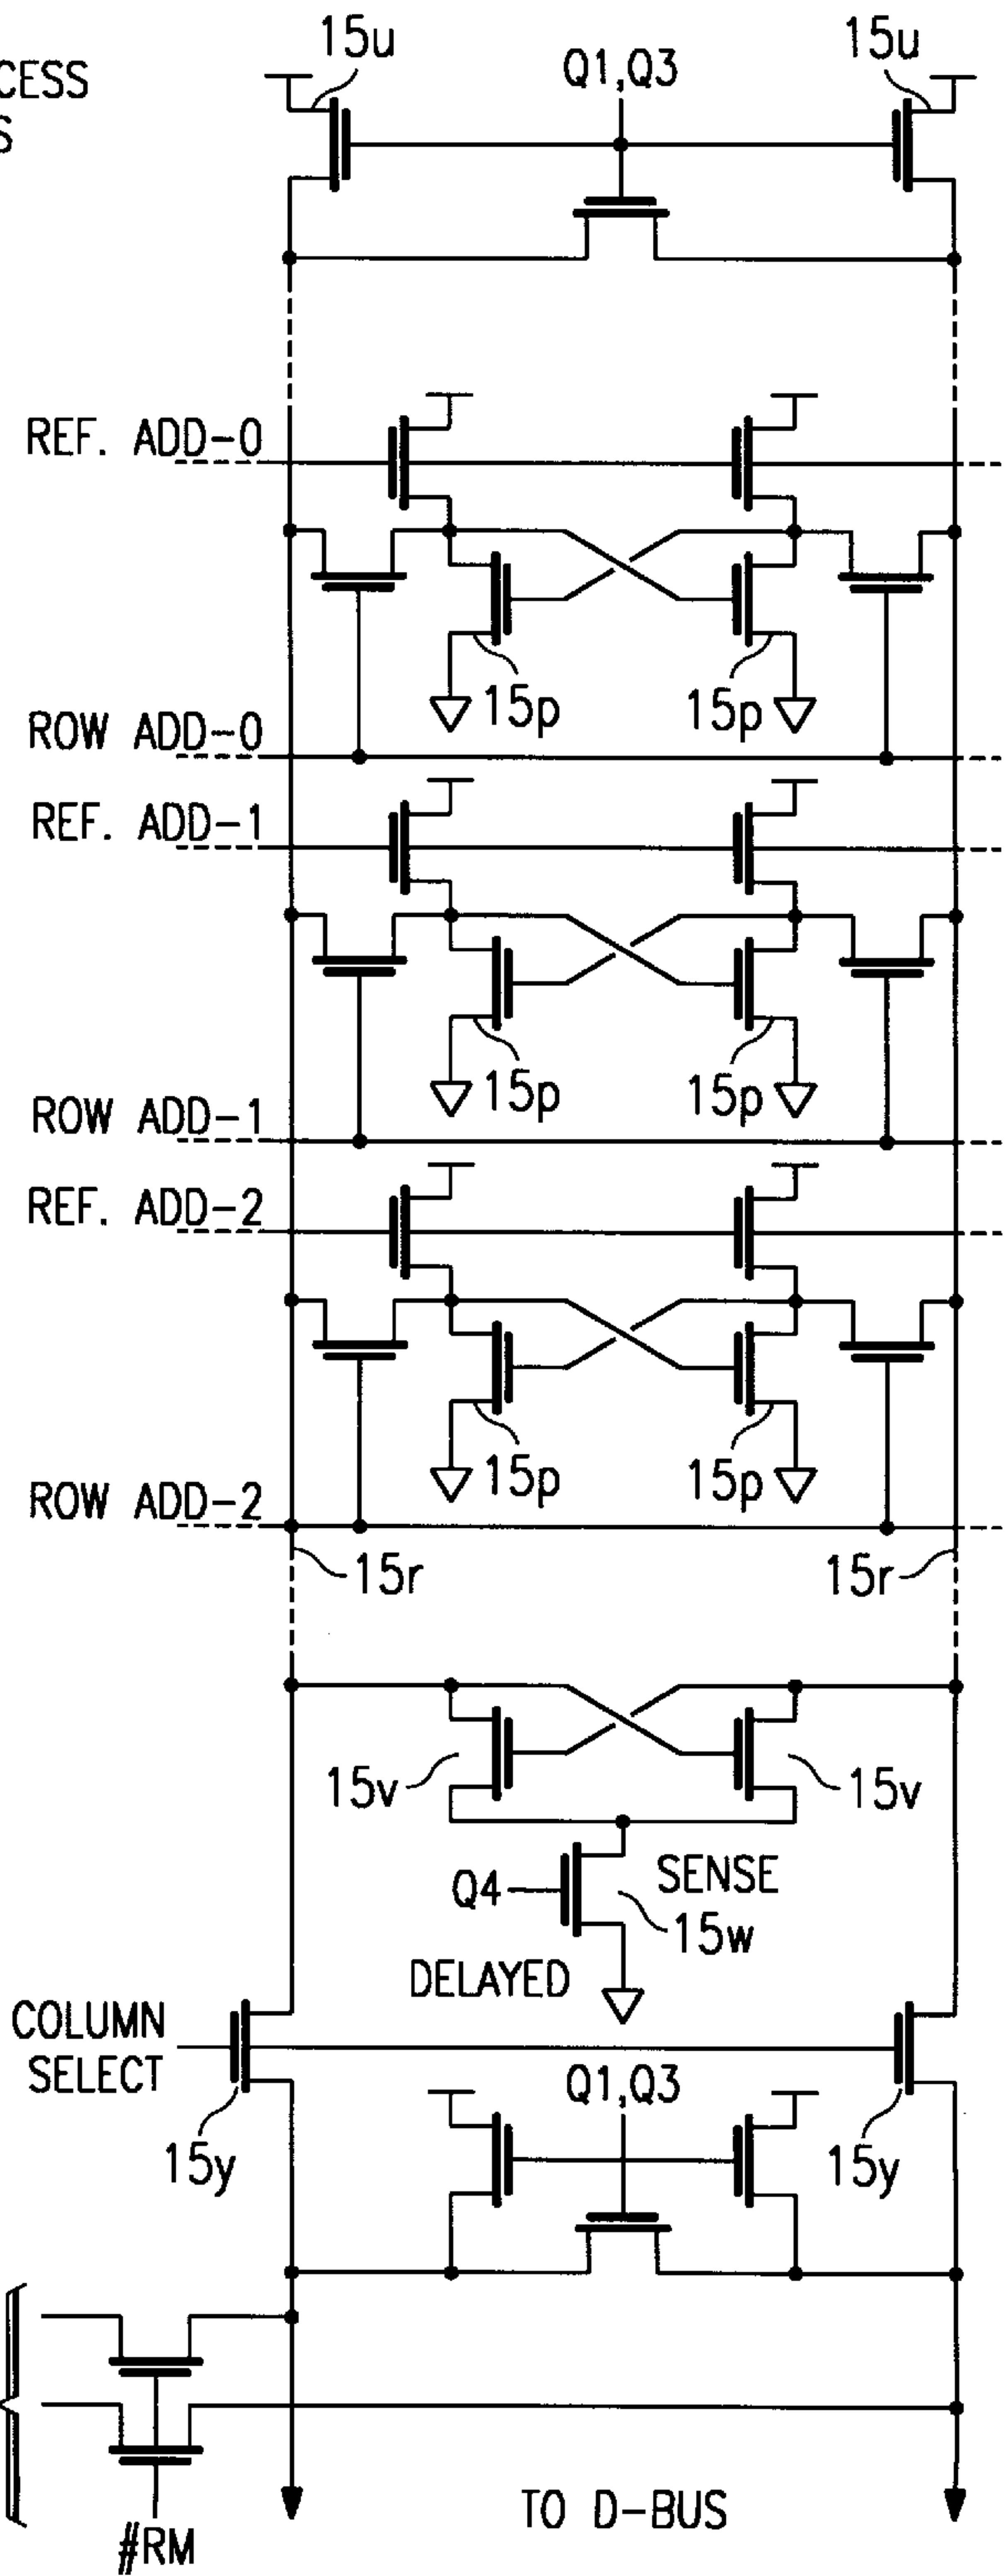 15u
15u
Q1,Q3
REF. ADD-0
15p
15p
ROW ADD-0
REF. ADD-1
15p
15p
ROW ADD-1
REF. ADD-2
15p
15p
ROW ADD-2
15r
15r
15v
15v
Q4
SENSE
15w
DELAYED
COLUMN
SELECT
Q1,Q3
15y
15y
TO D-BUS
#RM